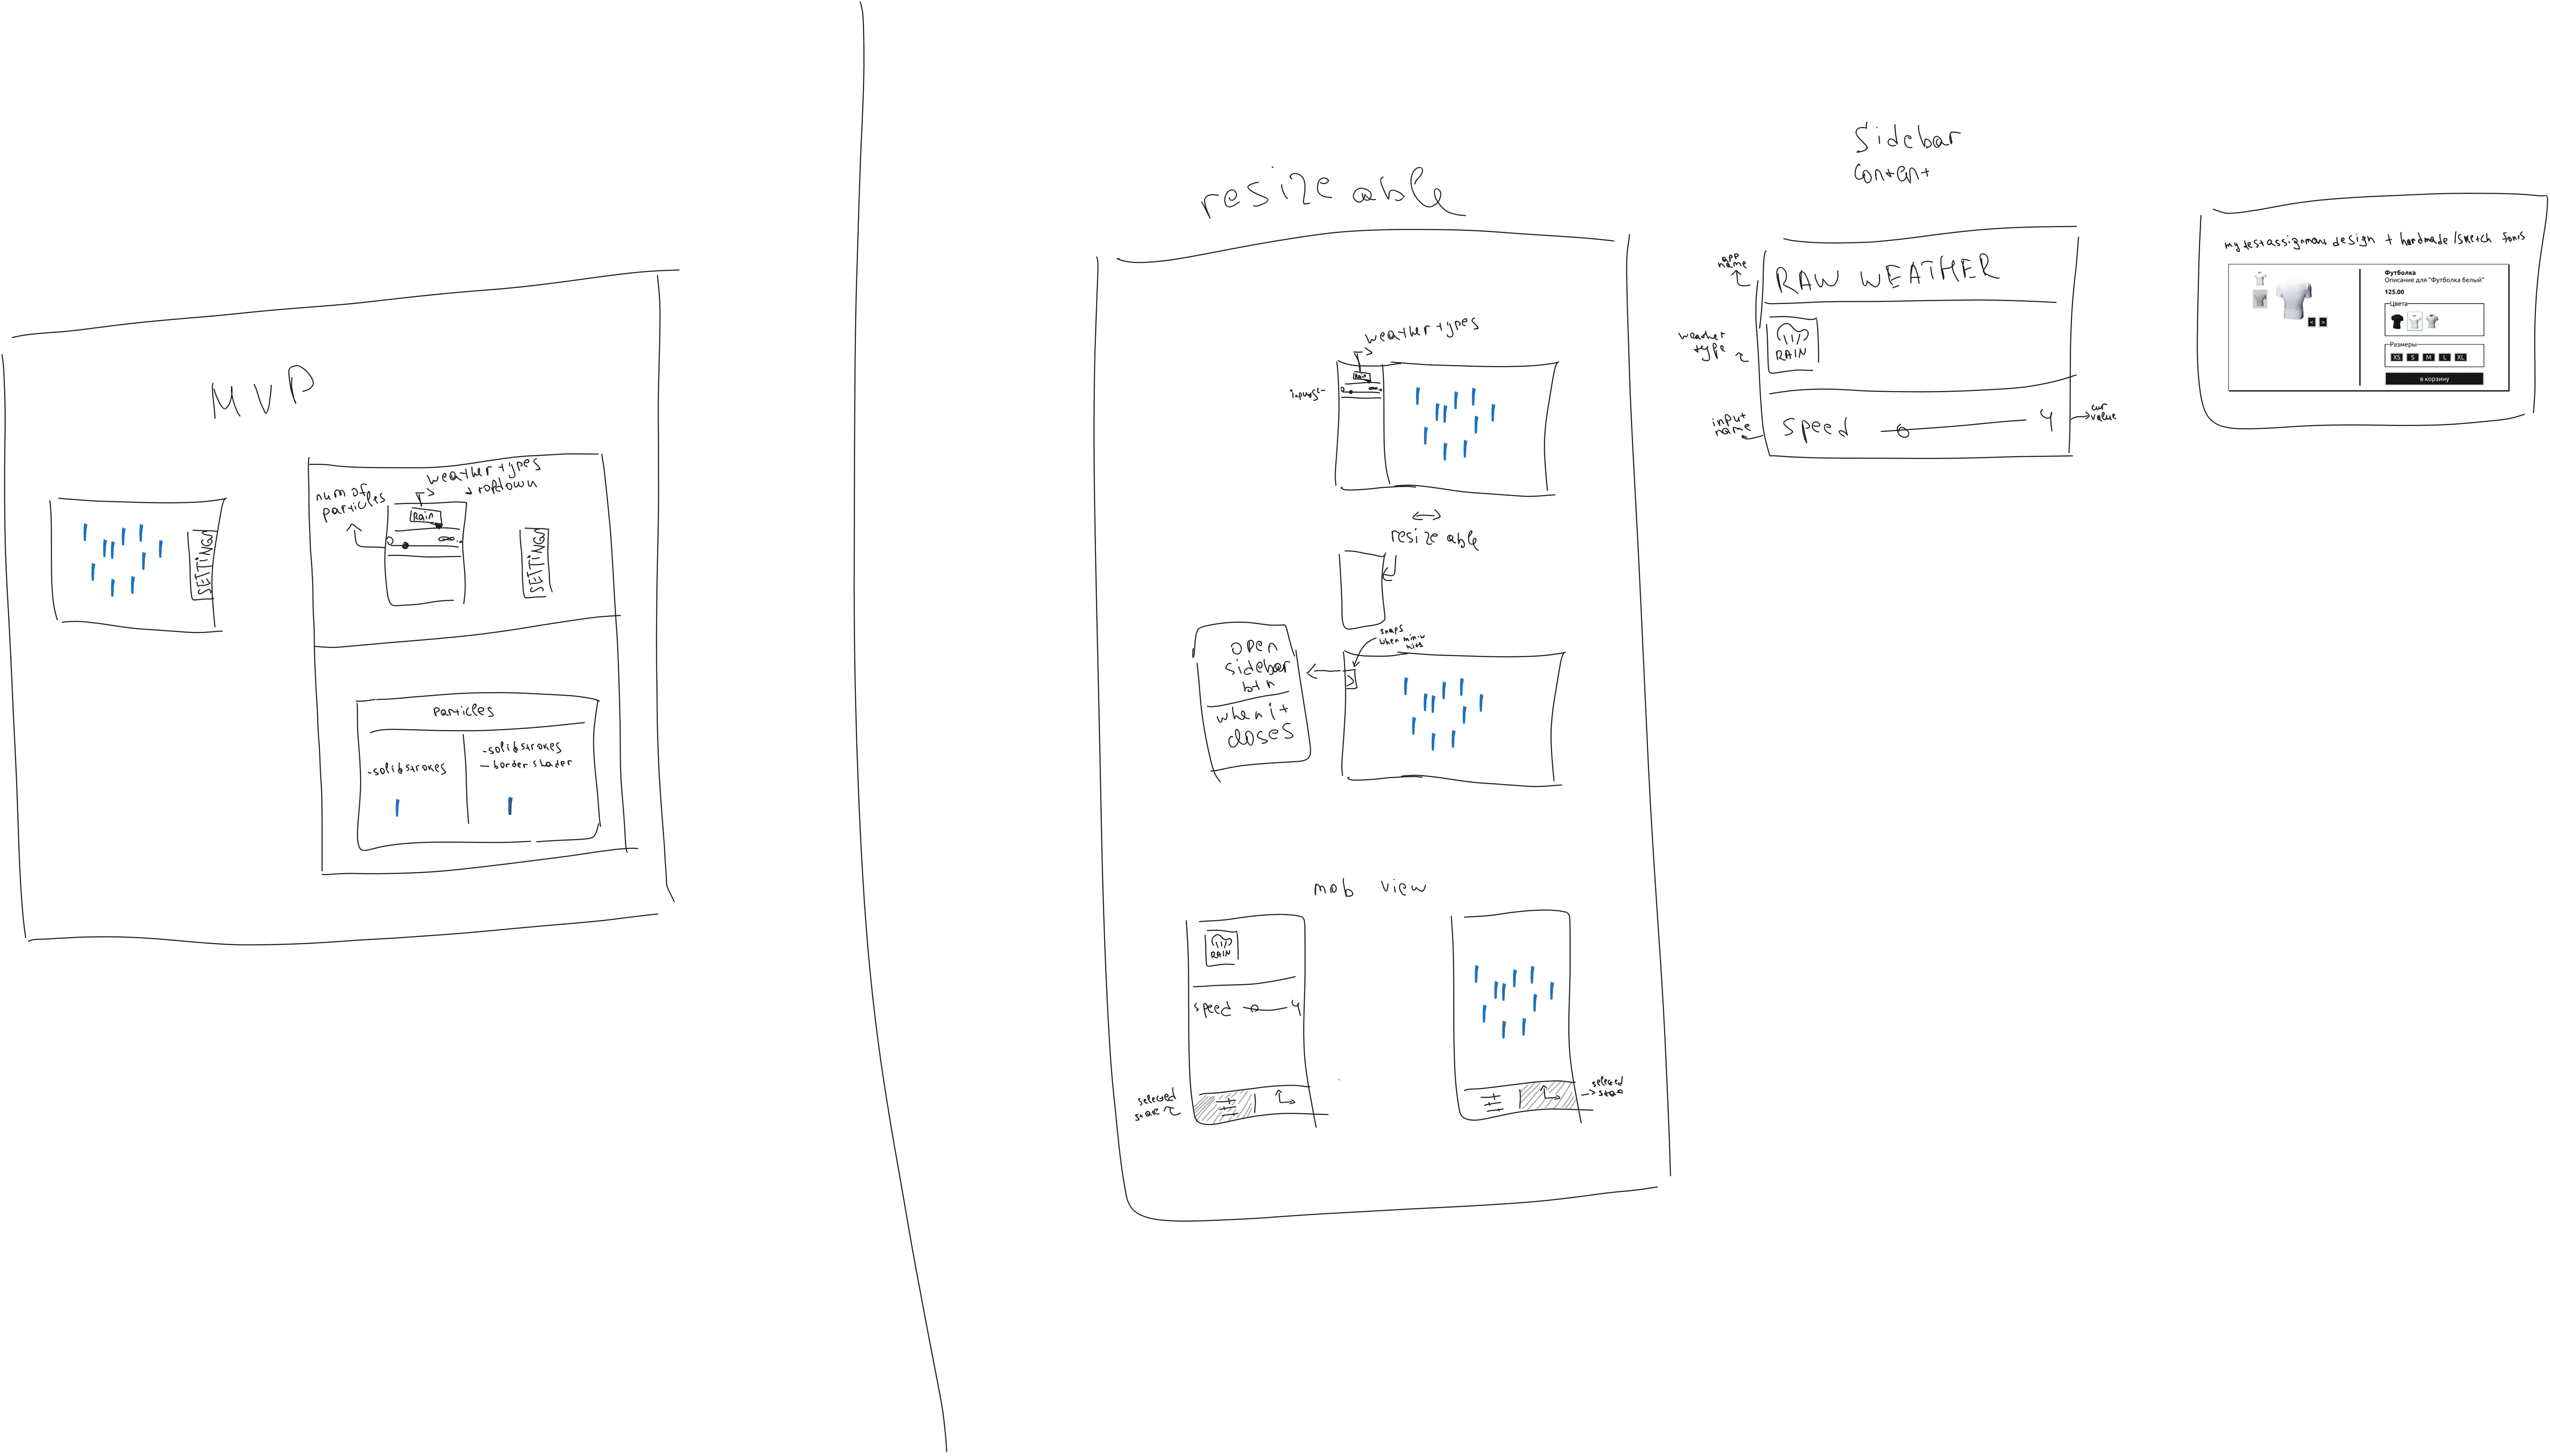 MVP
SETTINGS
num of
particles
weather types
Rain
SETTINGS
particles
-solid strokes
-solid strokes
- border shader
resizeable
weather types
Rain
inputs
resizeable
snaps
when min-w
hits
open
sidebar
btn
when it
closes
mob view
RAIN
speed 4
selected
selected
Sidebar
content
app
name
RAW WEATHER
weather
type
RAIN
input
name
speed 4
cur
value
my test assignment design + handmade/sketch fonts
Футболка
Описание для "Футболка белый"
125.00
Цвета
Размеры
XS S M L XL
в корзину